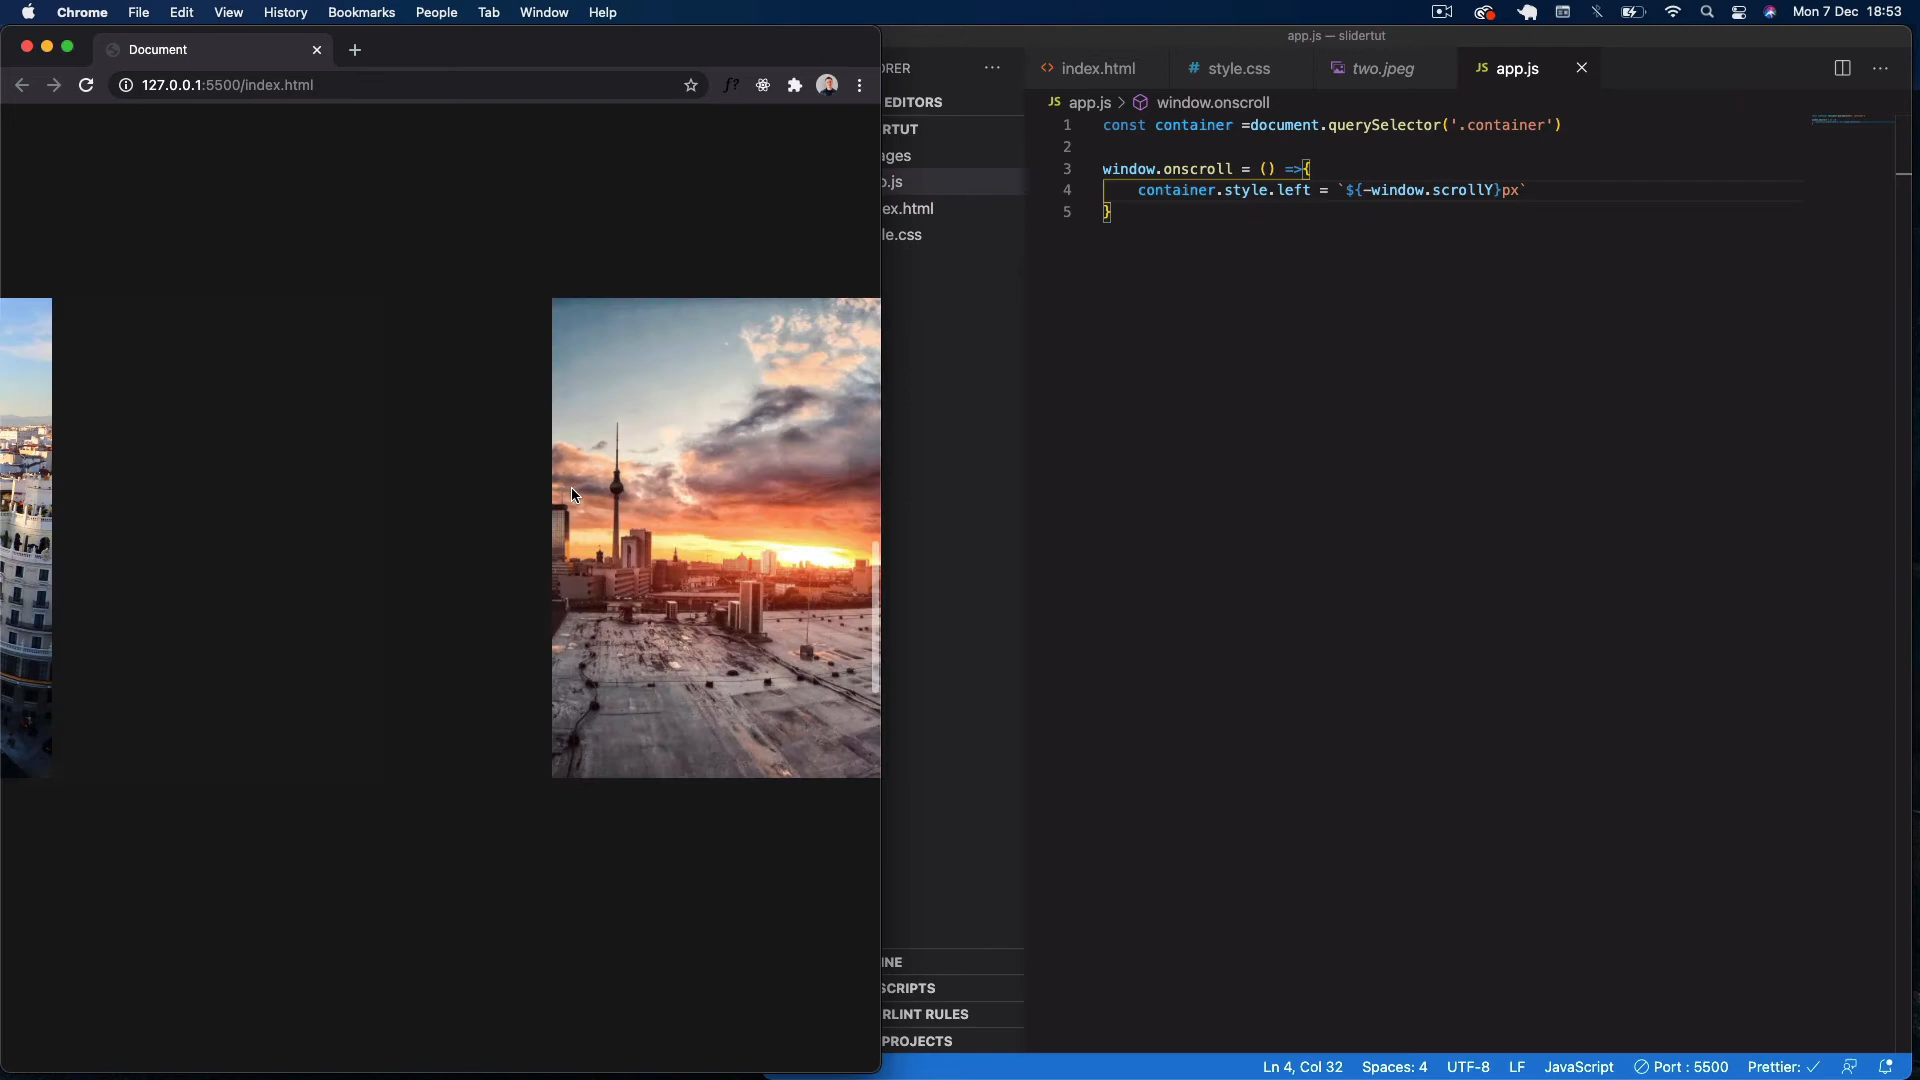 Chrome File Edit View History Bookmarks People Tab Window Help
Mon 7 Dec 18:53
Document
127.0.0.1:5500/index.html
f?
app.js — slidertut
ORER
index.html
style.css
two.jpeg
app.js
EDITORS
app.js > window.onscroll
RTUT
ages
p.js
ex.html
le.css
1 const container =document.querySelector('.container')
2
3 window.onscroll = () =>{
4 container.style.left = `${-window.scrollY}px`
5 }
INE
SCRIPTS
RLINT RULES
PROJECTS
Ln 4, Col 32 Spaces: 4 UTF-8 LF JavaScript Port : 5500 Prettier: ✓